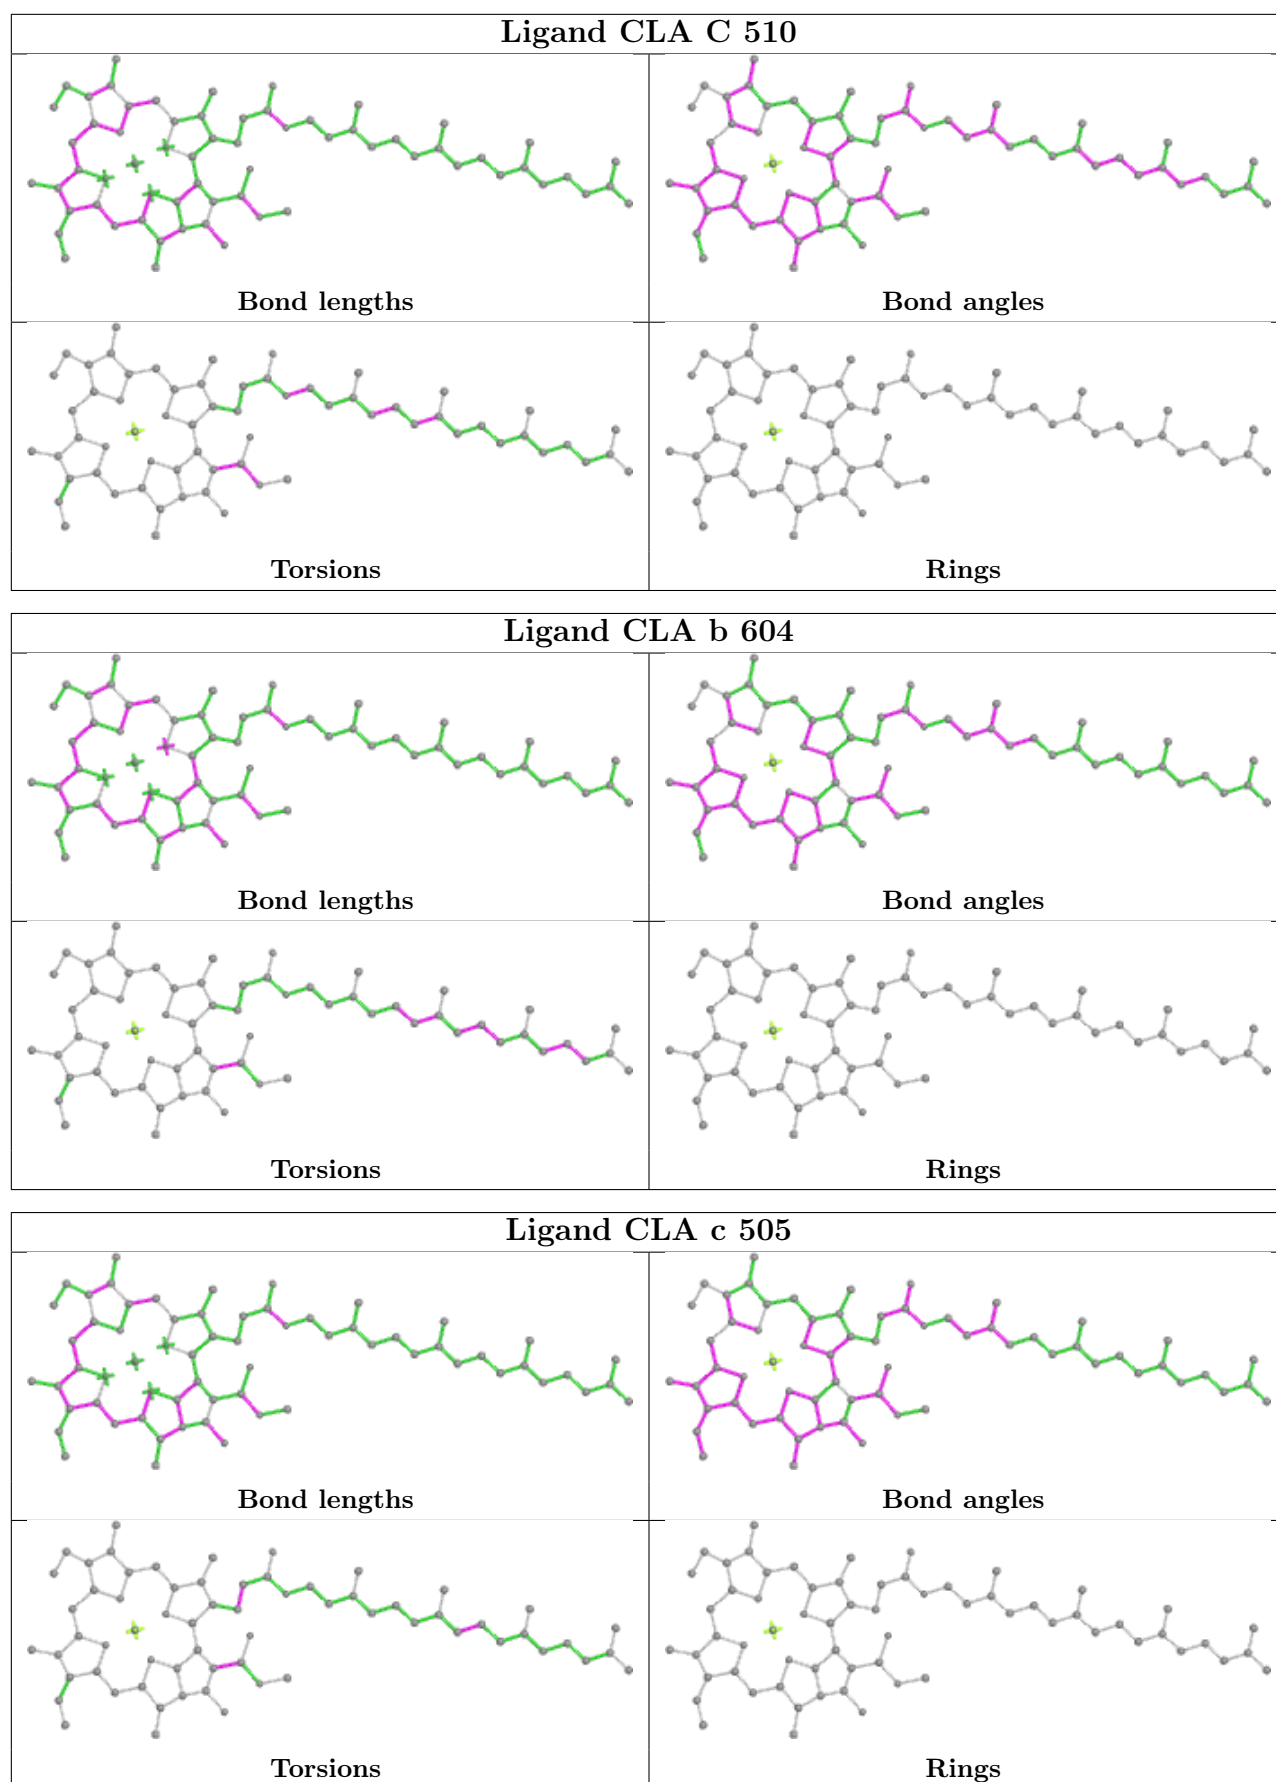 Ligand CLA C 510
Bond lengths
Bond angles
Torsions
Rings
Ligand CLA b 604
Bond lengths
Bond angles
Torsions
Rings
Ligand CLA c 505
Bond lengths
Bond angles
Torsions
Rings